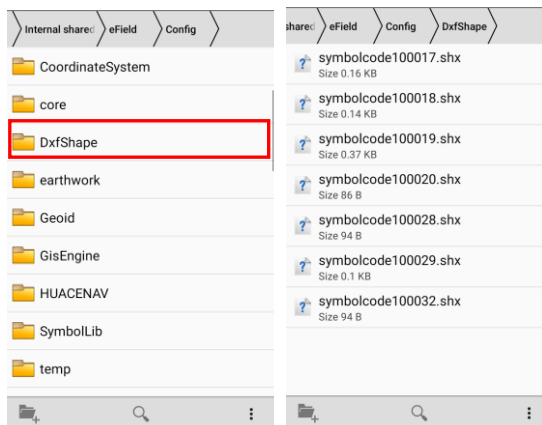 Internal shared eField Config
CoordinateSystem
core
DxfShape
earthwork
Geoid
GisEngine
HUACENAV
SymbolLib
temp
shared eField Config DxfShape
symbolcode100017.shx
Size 0.16 KB
symbolcode100018.shx
Size 0.14 KB
symbolcode100019.shx
Size 0.37 KB
symbolcode100020.shx
Size 86 B
symbolcode100028.shx
Size 94 B
symbolcode100029.shx
Size 0.1 KB
symbolcode100032.shx
Size 94 B